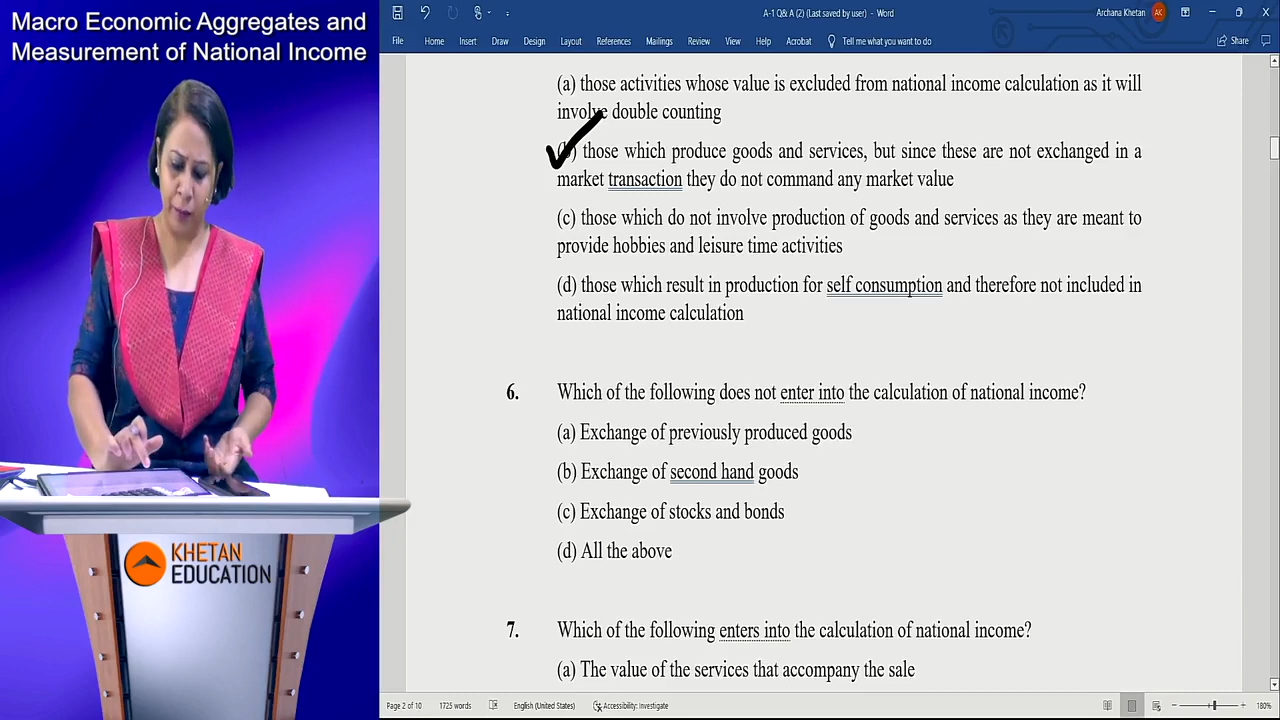 Macro Economic Aggregates and
Measurement of National Income
A-1 Q& A (2) (Last saved by user) - Word
Archana Khetan
AK
File Home Insert Draw Design Layout References Mailings Review View Help Acrobat Tell me what you want to do
Share
(a) those activities whose value is excluded from national income calculation as it will
involve double counting
(b) those which produce goods and services, but since these are not exchanged in a
market transaction they do not command any market value
(c) those which do not involve production of goods and services as they are meant to
provide hobbies and leisure time activities
(d) those which result in production for self consumption and therefore not included in
national income calculation
6. Which of the following does not enter into the calculation of national income?
(a) Exchange of previously produced goods
(b) Exchange of second hand goods
(c) Exchange of stocks and bonds
(d) All the above
7. Which of the following enters into the calculation of national income?
(a) The value of the services that accompany the sale
KHETAN
EDUCATION
Page 2 of 10 1725 words English (United States) Accessibility: Investigate 180%